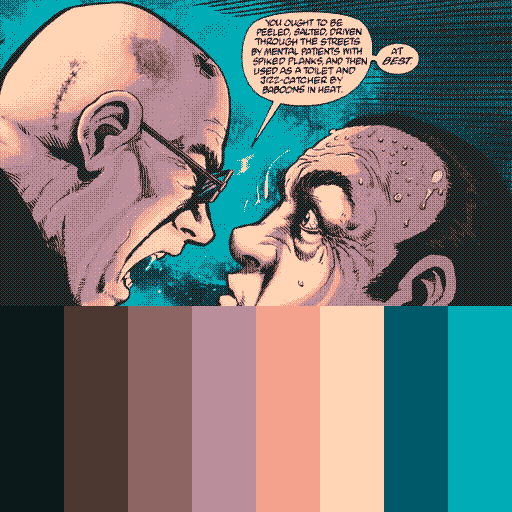 YOU OUGHT TO BE
PEELED, SALTED, DRIVEN
THROUGH THE STREETS
BY MENTAL PATIENTS WITH
SPIKED PLANKS, AND THEN
USED AS A TOILET AND
JIZZ-CATCHER BY
BABOONS IN HEAT.
AT
BEST.